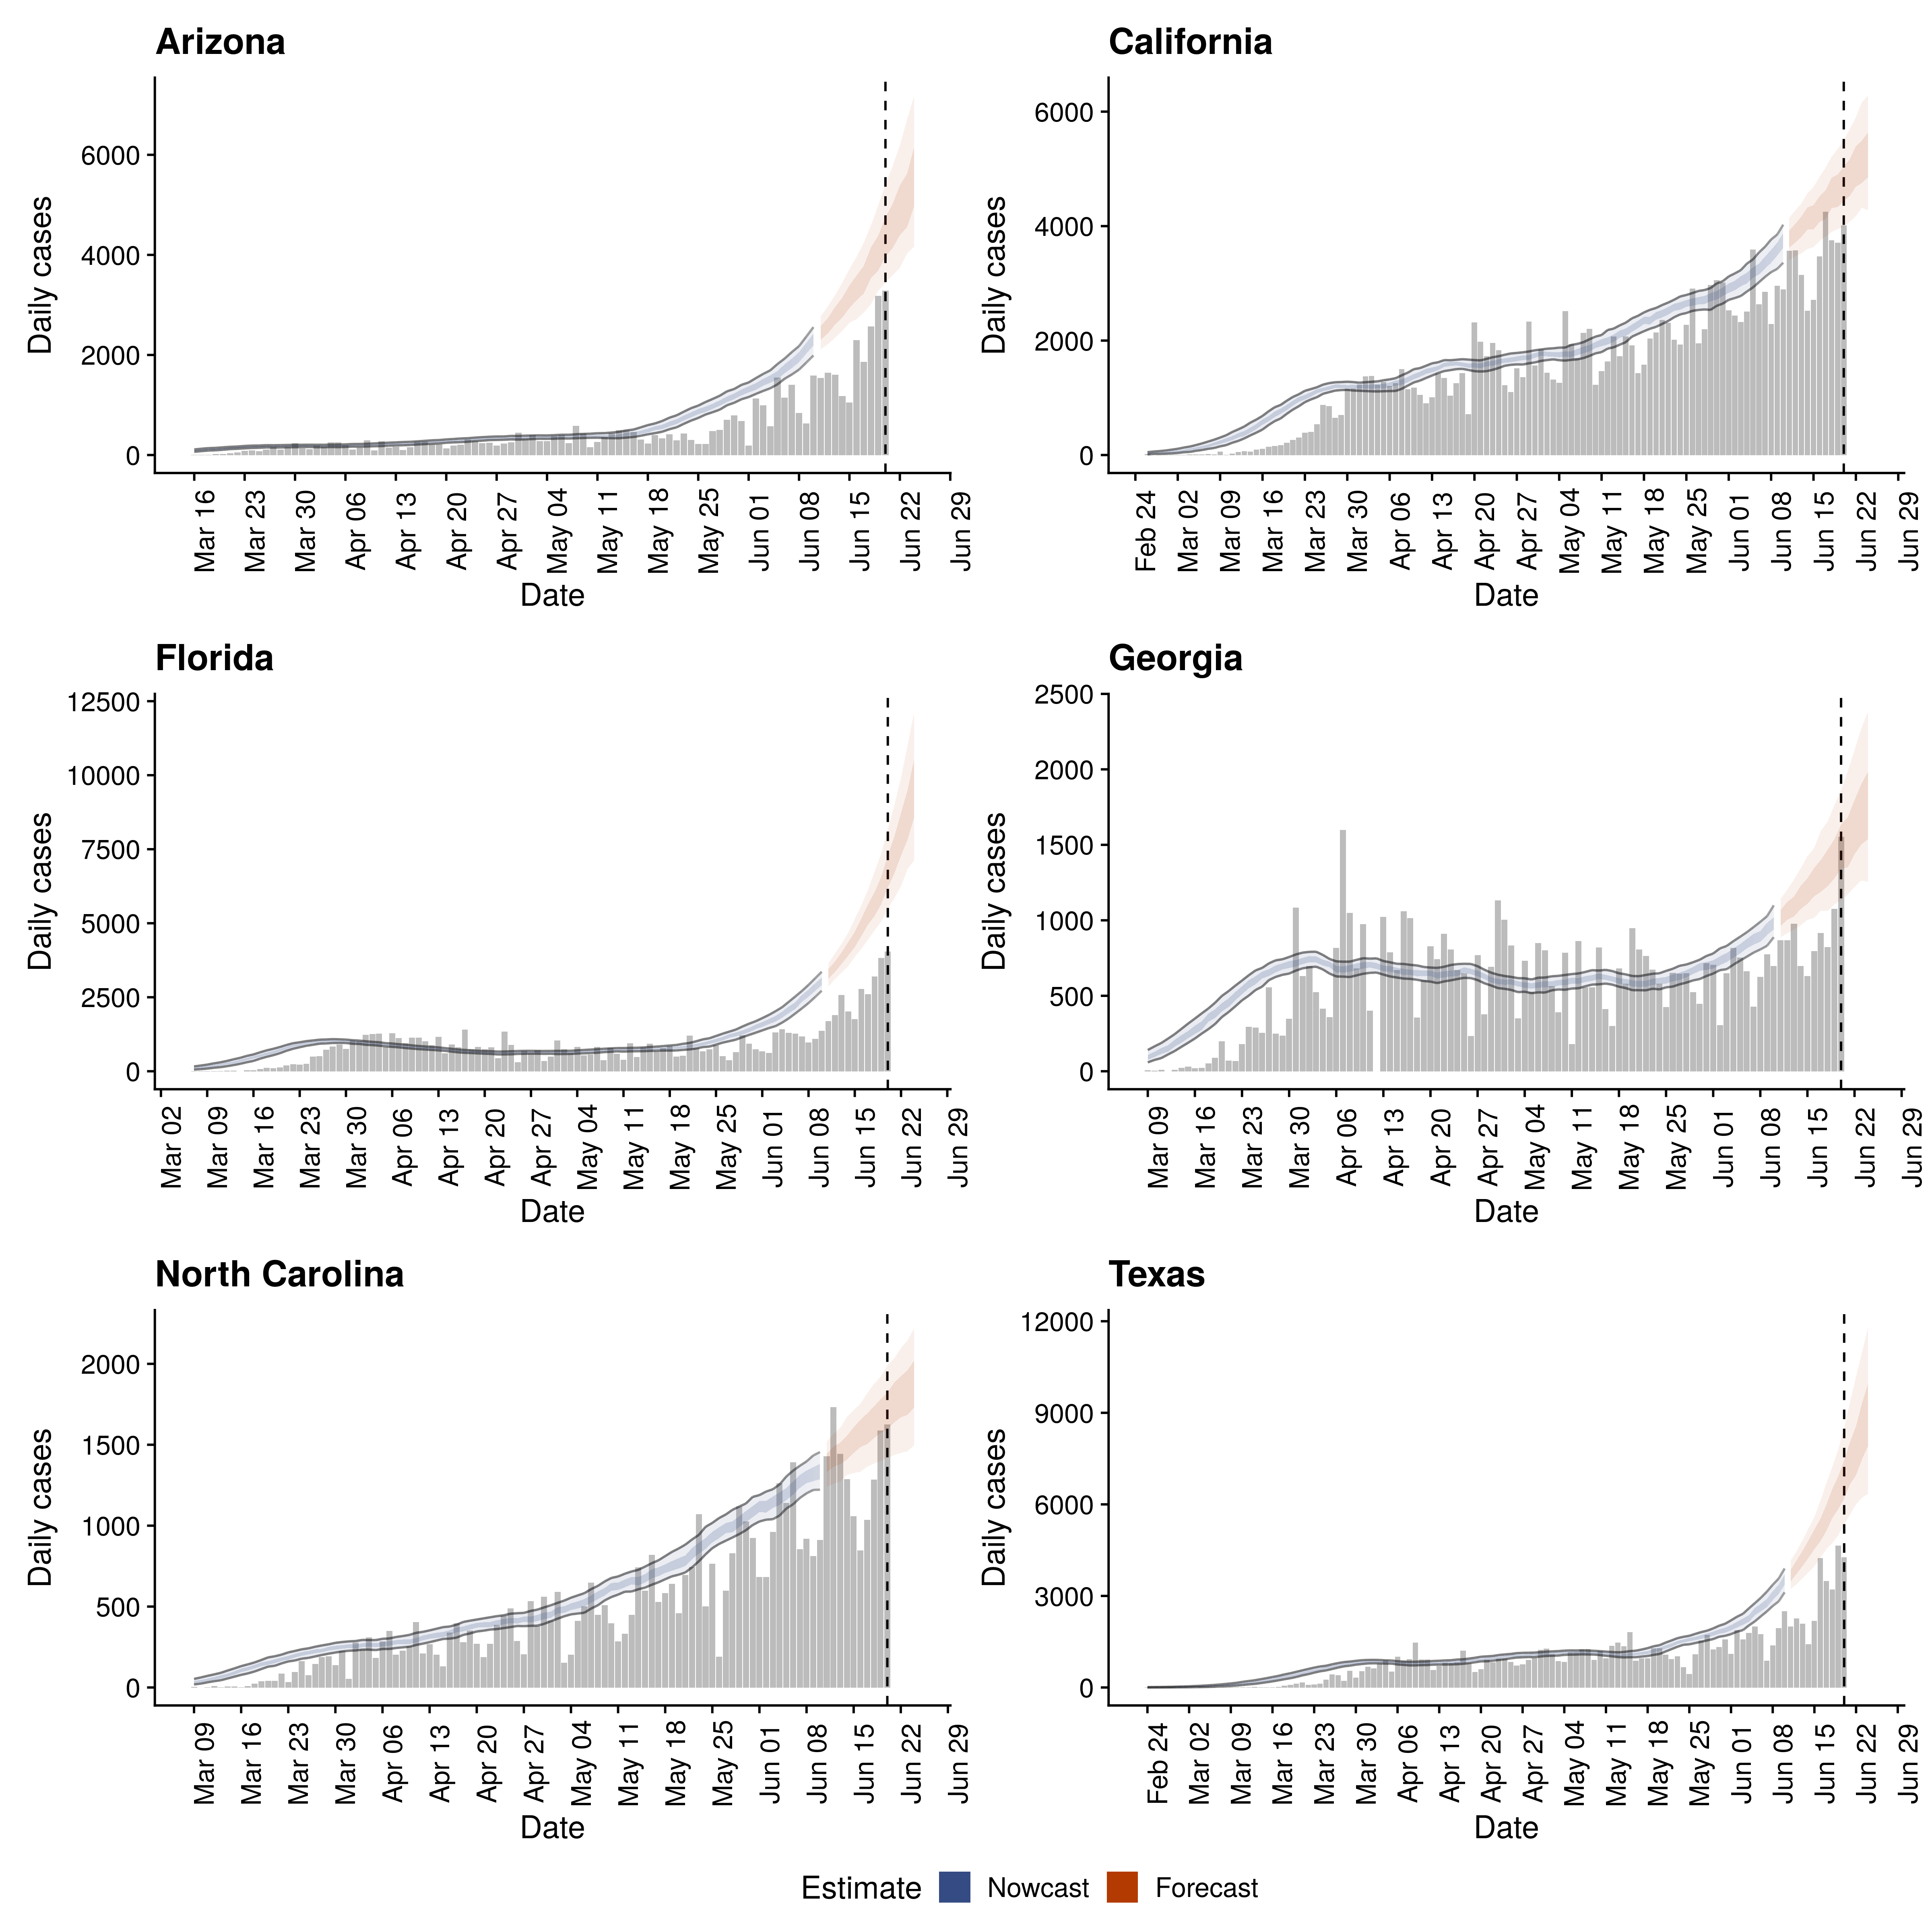 Arizona
Daily cases
6000
4000
2000
0
Mar 16
Mar 23
Mar 30
Apr 06
Apr 13
Apr 20
Apr 27
May 04
May 11
May 18
May 25
Jun 01
Jun 08
Jun 15
Jun 22
Jun 29
Date
California
Daily cases
6000
4000
2000
0
Feb 24
Mar 02
Mar 09
Mar 16
Mar 23
Mar 30
Apr 06
Apr 13
Apr 20
Apr 27
May 04
May 11
May 18
May 25
Jun 01
Jun 08
Jun 15
Jun 22
Jun 29
Date
Florida
Daily cases
12500
10000
7500
5000
2500
0
Mar 02
Mar 09
Mar 16
Mar 23
Mar 30
Apr 06
Apr 13
Apr 20
Apr 27
May 04
May 11
May 18
May 25
Jun 01
Jun 08
Jun 15
Jun 22
Jun 29
Date
Georgia
Daily cases
2500
2000
1500
1000
500
0
Mar 09
Mar 16
Mar 23
Mar 30
Apr 06
Apr 13
Apr 20
Apr 27
May 04
May 11
May 18
May 25
Jun 01
Jun 08
Jun 15
Jun 22
Jun 29
Date
North Carolina
Daily cases
2000
1500
1000
500
0
Mar 09
Mar 16
Mar 23
Mar 30
Apr 06
Apr 13
Apr 20
Apr 27
May 04
May 11
May 18
May 25
Jun 01
Jun 08
Jun 15
Jun 22
Jun 29
Date
Texas
Daily cases
12000
9000
6000
3000
0
Feb 24
Mar 02
Mar 09
Mar 16
Mar 23
Mar 30
Apr 06
Apr 13
Apr 20
Apr 27
May 04
May 11
May 18
May 25
Jun 01
Jun 08
Jun 15
Jun 22
Jun 29
Date
Estimate Nowcast Forecast